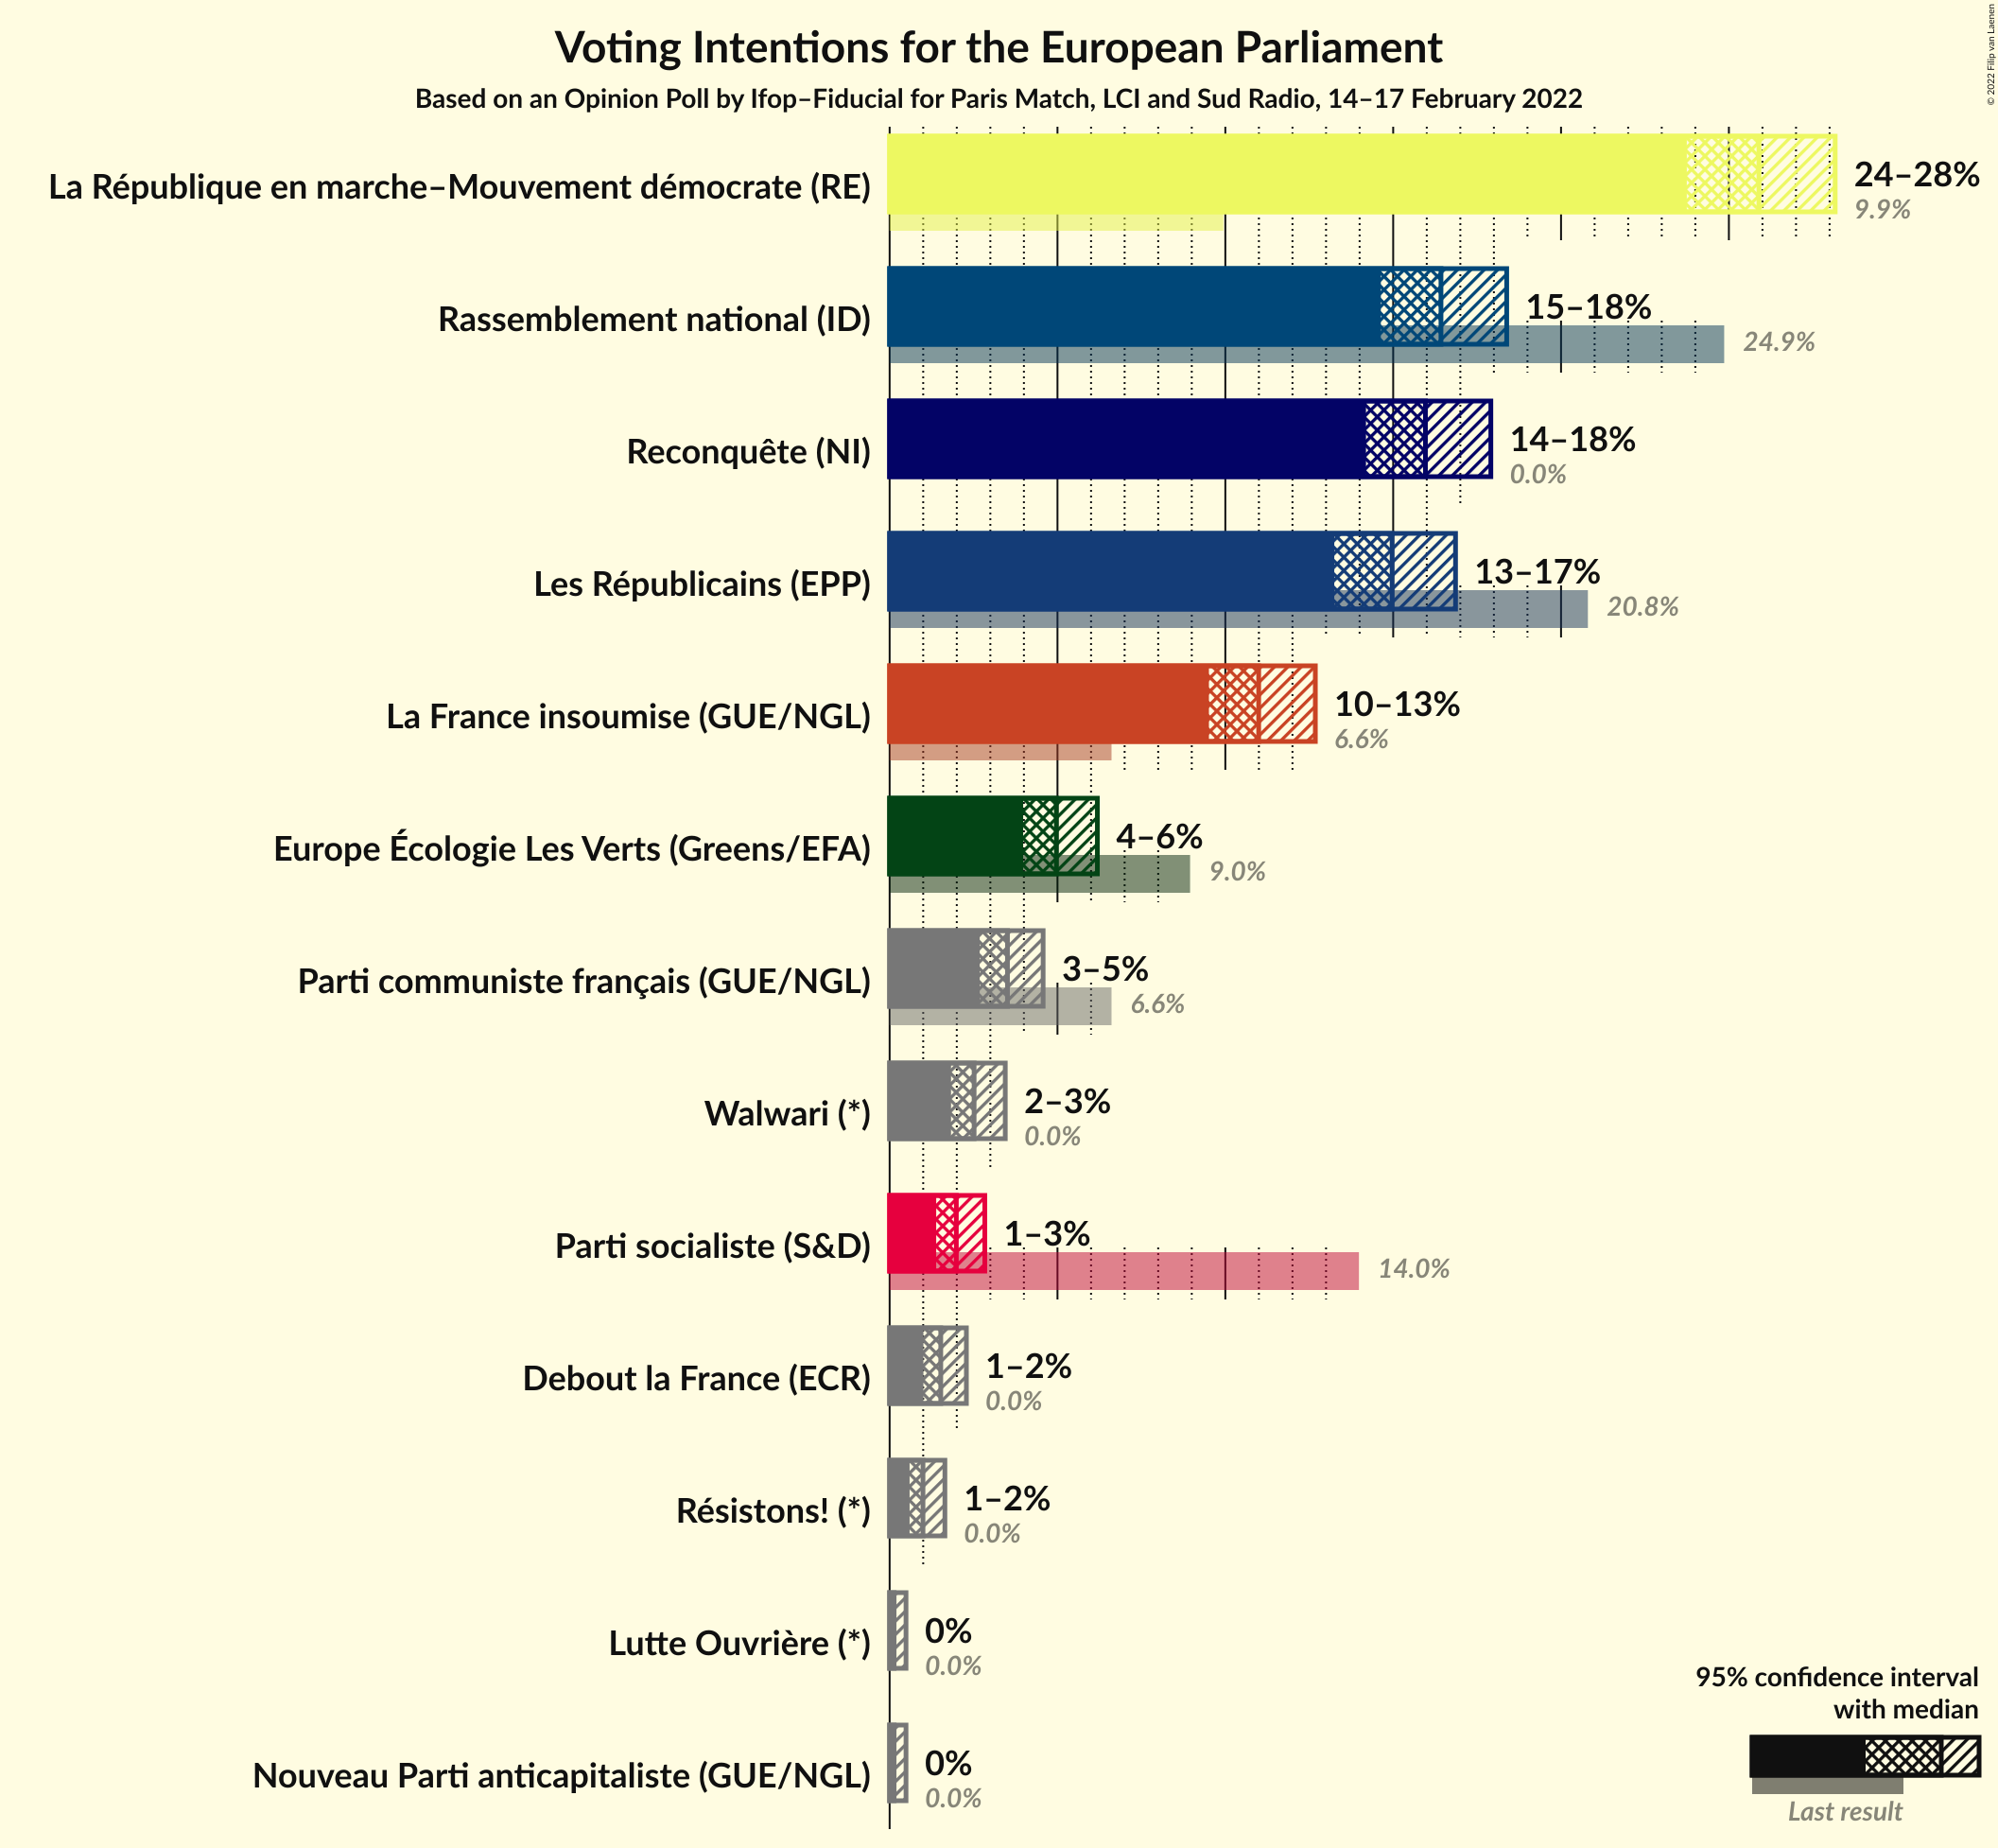 Voting Intentions for the European Parliament
Based on an Opinion Poll by Ifop–Fiducial for Paris Match, LCI and Sud Radio, 14–17 February 2022
© 2022 Filip van Laenen
La République en marche–Mouvement démocrate (RE)
24–28%
9.9%
Rassemblement national (ID)
15–18%
24.9%
Reconquête (NI)
14–18%
0.0%
Les Républicains (EPP)
13–17%
20.8%
La France insoumise (GUE/NGL)
10–13%
6.6%
Europe Écologie Les Verts (Greens/EFA)
4–6%
9.0%
Parti communiste français (GUE/NGL)
3–5%
6.6%
Walwari (*)
2–3%
0.0%
Parti socialiste (S&D)
1–3%
14.0%
Debout la France (ECR)
1–2%
0.0%
Résistons! (*)
1–2%
0.0%
Lutte Ouvrière (*)
0%
0.0%
Nouveau Parti anticapitaliste (GUE/NGL)
0%
0.0%
95% confidence interval
with median
Last result